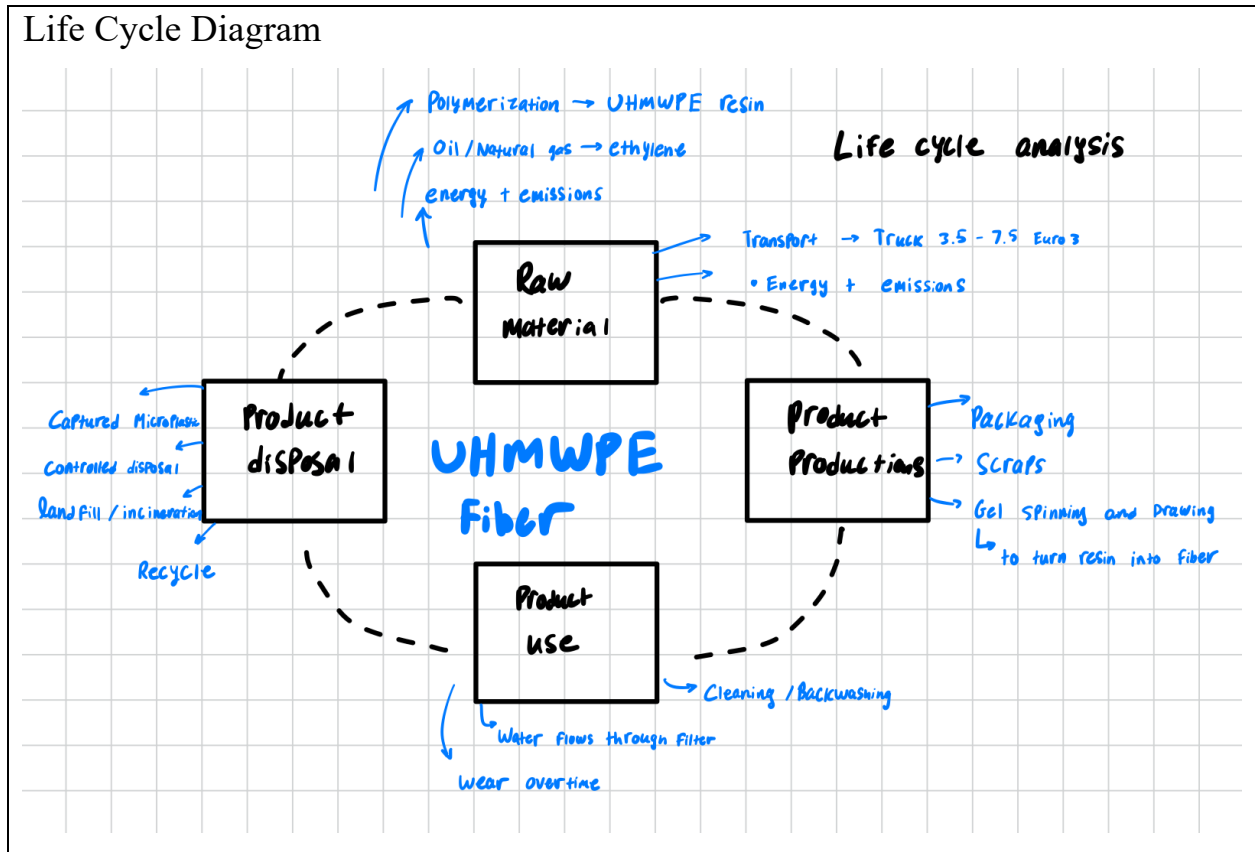 Life Cycle Diagram
Polymerization → UHMWPE resin
Oil/Natural gas → ethylene
energy + emissions
Life cycle analysis
Transport → Truck 3.5 - 7.5 Euro 3
• Energy + emissions
Raw
Material
Product
disposal
Captured Microplastic
Controlled disposal
landfill / incineration
Recycle
UHMWPE
Fiber
Product
Productions
Packaging
Scraps
Gel spinning and Drawing
↳ to turn resin into Fiber
Product
use
Cleaning / Backwashing
Water flows through Filter
Wear overtime